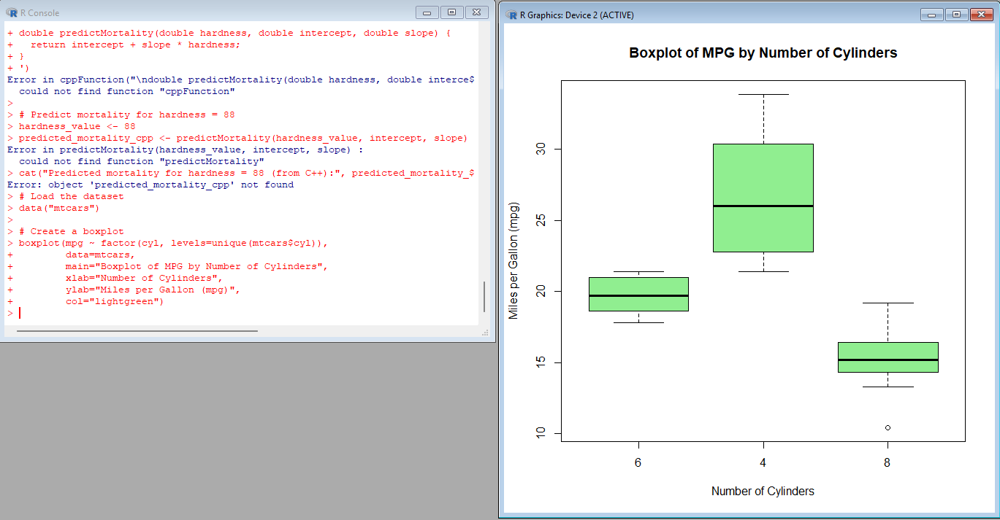 R Console
+ double predictMortality(double hardness, double intercept, double slope) {
+   return intercept + slope * hardness;
+ }
+ ')
Error in cppFunction("\ndouble predictMortality(double hardness, double interce$
  could not find function "cppFunction"
>
> # Predict mortality for hardness = 88
> hardness_value <- 88
> predicted_mortality_cpp <- predictMortality(hardness_value, intercept, slope)
Error in predictMortality(hardness_value, intercept, slope) :
  could not find function "predictMortality"
> cat("Predicted mortality for hardness = 88 (from C++):", predicted_mortality_$
Error: object 'predicted_mortality_cpp' not found
> # Load the dataset
> data("mtcars")
>
> # Create a boxplot
> boxplot(mpg ~ factor(cyl, levels=unique(mtcars$cyl)),
+         data=mtcars,
+         main="Boxplot of MPG by Number of Cylinders",
+         xlab="Number of Cylinders",
+         ylab="Miles per Gallon (mpg)",
+         col="lightgreen")
>
R Graphics: Device 2 (ACTIVE)
Boxplot of MPG by Number of Cylinders
Miles per Gallon (mpg)
30
25
20
15
10
6 4 8
Number of Cylinders